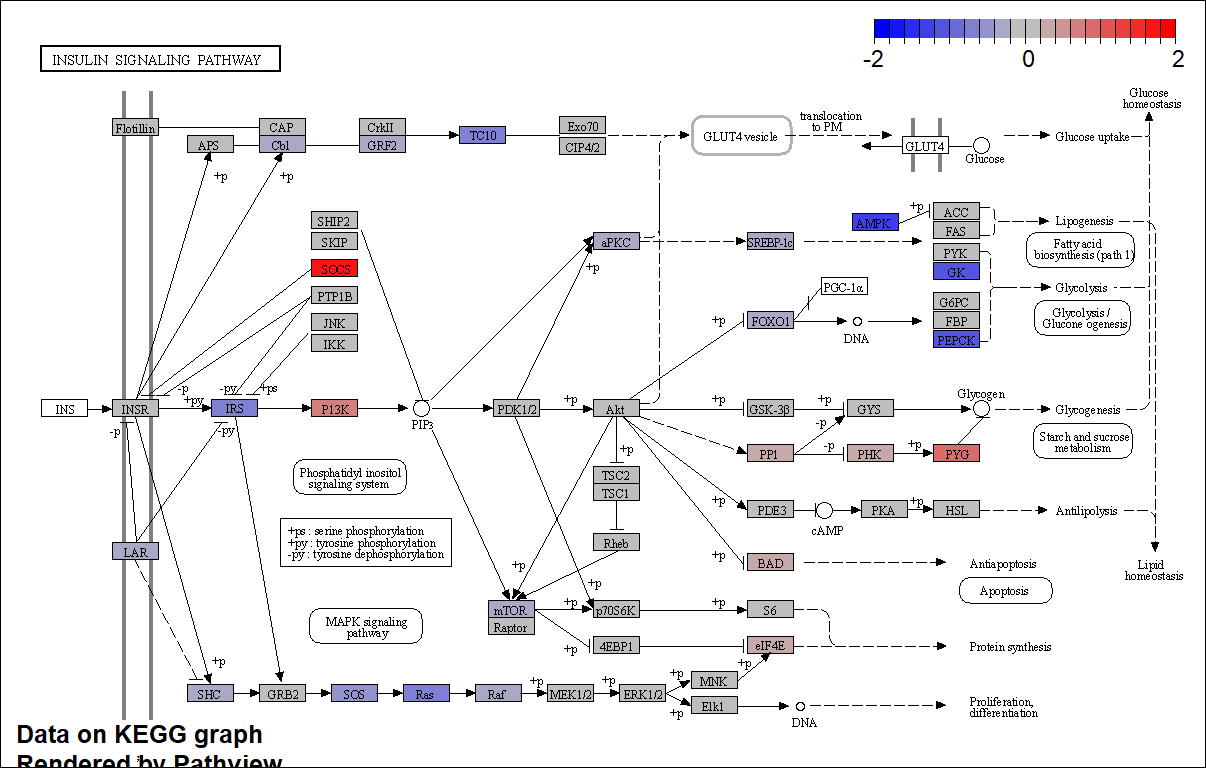 -2 0 2
INSULIN SIGNALING PATHWAY
Glucose
homeostasis
Flotillin
CAP
CrkII
Exo70
APS
Cbl
GRF2
TC10
CIP4/2
GLUT4 vesicle
translocation
to PM
GLUT4
Glucose
Glucose uptake
+p
+p
SHIP2
SKIP
SOCS
PTP1B
JNK
IKK
aPKC
+p
SREBP-1c
AMPK
+p
ACC
FAS
PYK
GK
G6PC
FBP
PEPCK
Lipogenesis
Fatty acid
biosynthesis (path 1)
Glycolysis
Glycolysis /
Glucone ogenesis
PGC-1α
+p
FOXO1
DNA
-p
+py
-py
+ps
INS
INSR
IRS
P13K
PIP3
PDK1/2
+p
Akt
+p
GSK-3β
+p
GYS
Glycogen
Glycogenesis
-p
-py
-p
-p
+p
PP1
PHK
PYG
Starch and sucrose
metabolism
Phosphatidyl inositol
signaling system
+p
TSC2
TSC1
+p
PDE3
cAMP
PKA
+p
HSL
Antilipolysis
+ps : serine phosphorylation
+py : tyrosine phosphorylation
-py : tyrosine dephosphorylation
LAR
Rheb
+p
+p
BAD
Antiapoptosis
Apoptosis
Lipid
homeostasis
+p
mTOR
Raptor
+p
+p
p70S6K
+p
S6
4EBP1
eIF4E
Protein synthesis
MAPK signaling
pathway
+p
SHC
GRB2
SOS
Ras
Raf
+p
MEK1/2
+p
ERK1/2
+p
+p
MNK
+p
Elk1
DNA
Proliferation,
differentiation
Data on KEGG graph
Rendered by Pathview